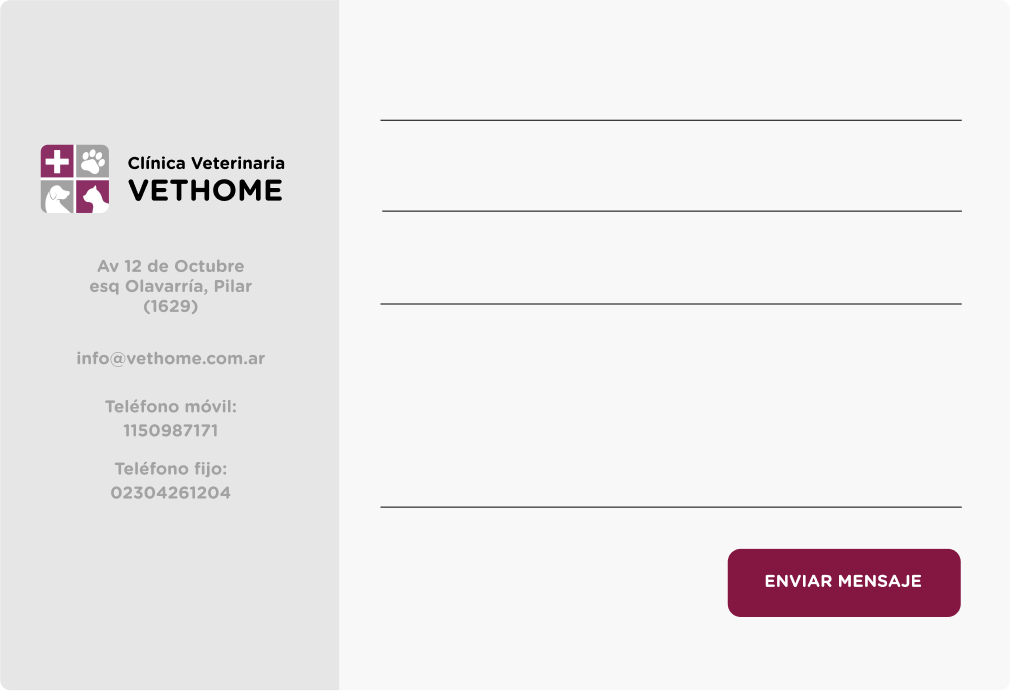 Clínica Veterinaria
VETHOME
Av 12 de Octubre
esq Olavarría, Pilar
(1629)
info@vethome.com.ar
Teléfono móvil:
1150987171
Teléfono fijo:
02304261204
ENVIAR MENSAJE